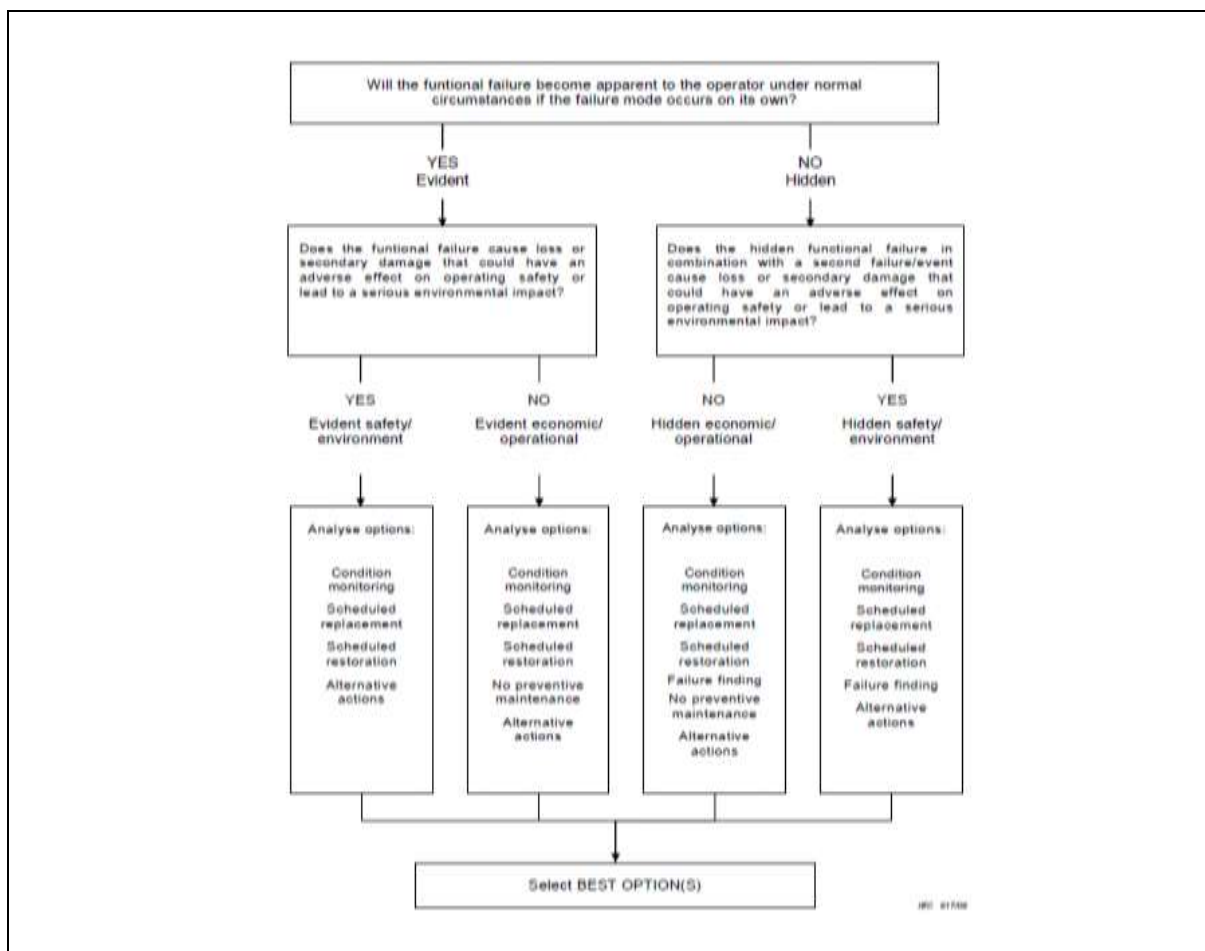 Will the funtional failure become apparent to the operator under normal
circumstances if the failure mode occurs on its own?
YES
Evident
NO
Hidden
Does the funtional failure cause loss or
secondary damage that could have an
adverse effect on operating safety or
lead to a serious environmental impact?
Does the hidden functional failure in
combination with a second failure/event
cause loss or secondary damage that
could have an adverse effect on
operating safety or lead to a serious
environmental impact?
YES
Evident safety/
environment
NO
Evident economic/
operational
NO
Hidden economic/
operational
YES
Hidden safety/
environment
Analyse options:
Condition
monitoring
Scheduled
replacement
Scheduled
restoration
Alternative
actions
Analyse options:
Condition
monitoring
Scheduled
replacement
Scheduled
restoration
No preventive
maintenance
Alternative
actions
Analyse options:
Condition
monitoring
Scheduled
replacement
Scheduled
restoration
Failure finding
No preventive
maintenance
Alternative
actions
Analyse options:
Condition
monitoring
Scheduled
replacement
Scheduled
restoration
Failure finding
Alternative
actions
Select BEST OPTION(S)